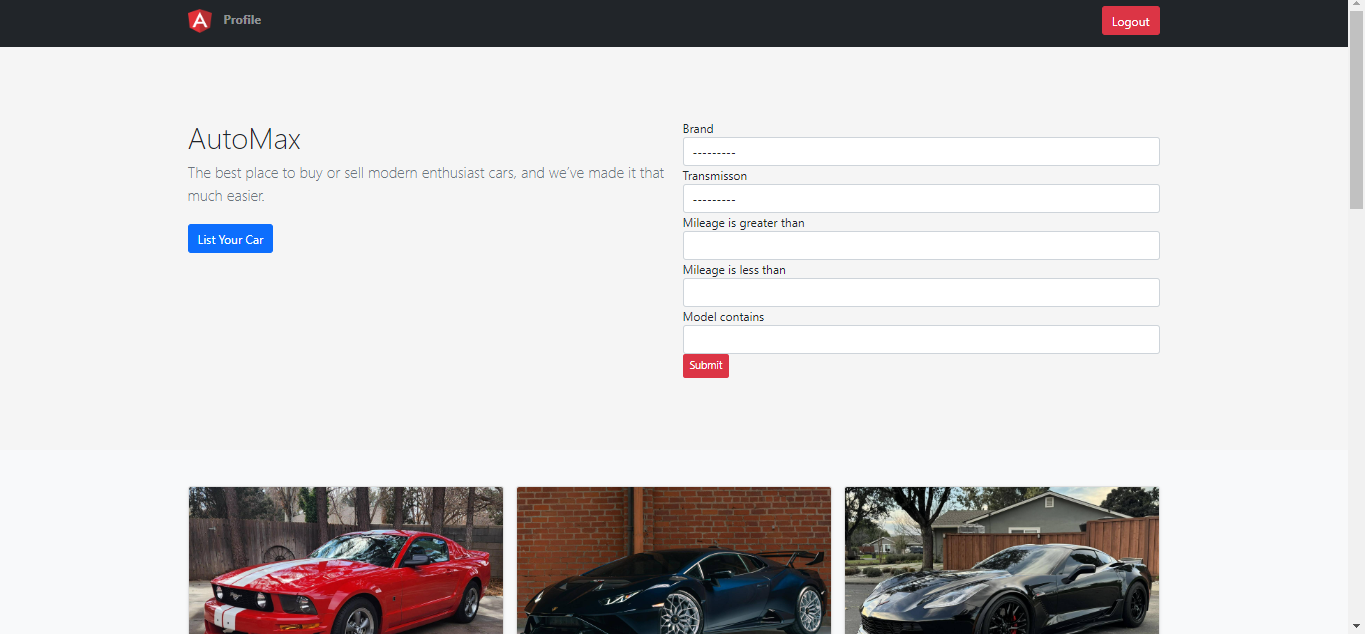 Profile
Logout
AutoMax
The best place to buy or sell modern enthusiast cars, and we've made it that
much easier.
List Your Car
Brand
---------
Transmisson
---------
Mileage is greater than
Mileage is less than
Model contains
Submit